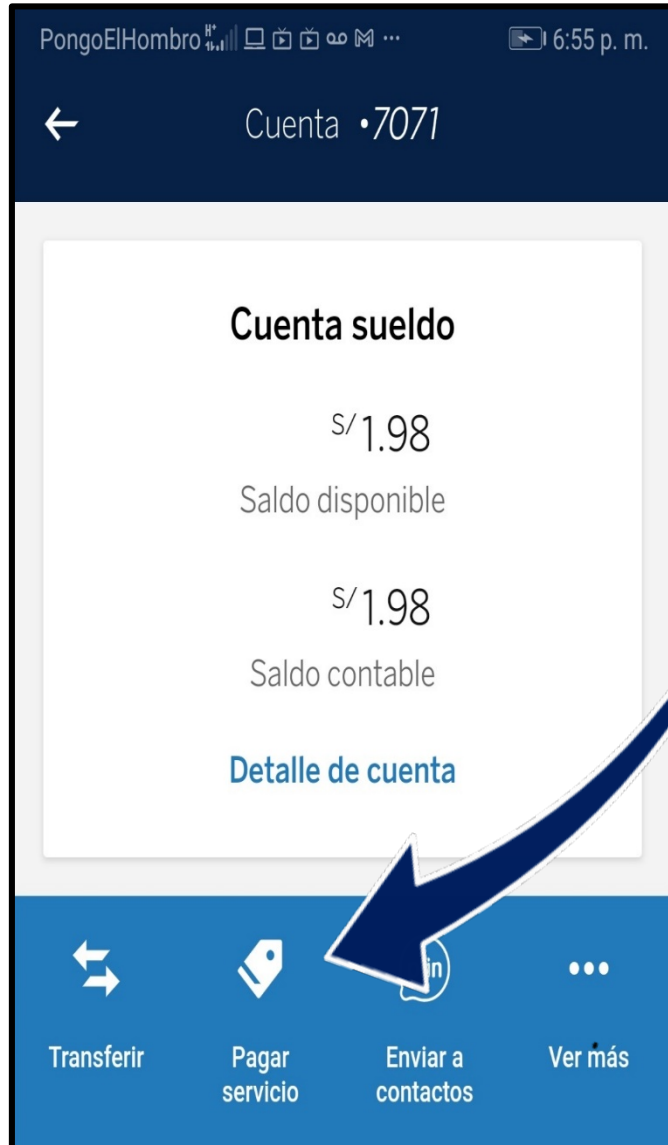 PongoElHombro H+ ... 6:55 p. m.
Cuenta •7071
Cuenta sueldo
S/ 1.98
Saldo disponible
S/ 1.98
Saldo contable
Detalle de cuenta
in
Transferir Pagar servicio Enviar a contactos Ver más